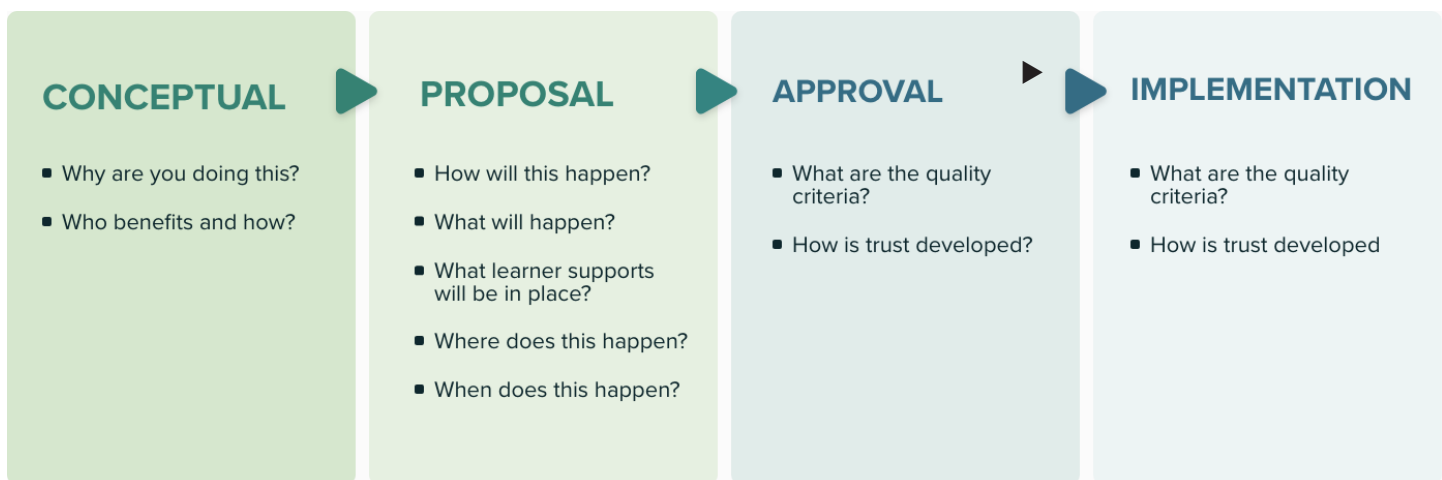 CONCEPTUAL
Why are you doing this?
Who benefits and how?
PROPOSAL
How will this happen?
What will happen?
What learner supports
will be in place?
Where does this happen?
When does this happen?
APPROVAL
What are the quality
criteria?
How is trust developed?
IMPLEMENTATION
What are the quality
criteria?
How is trust developed